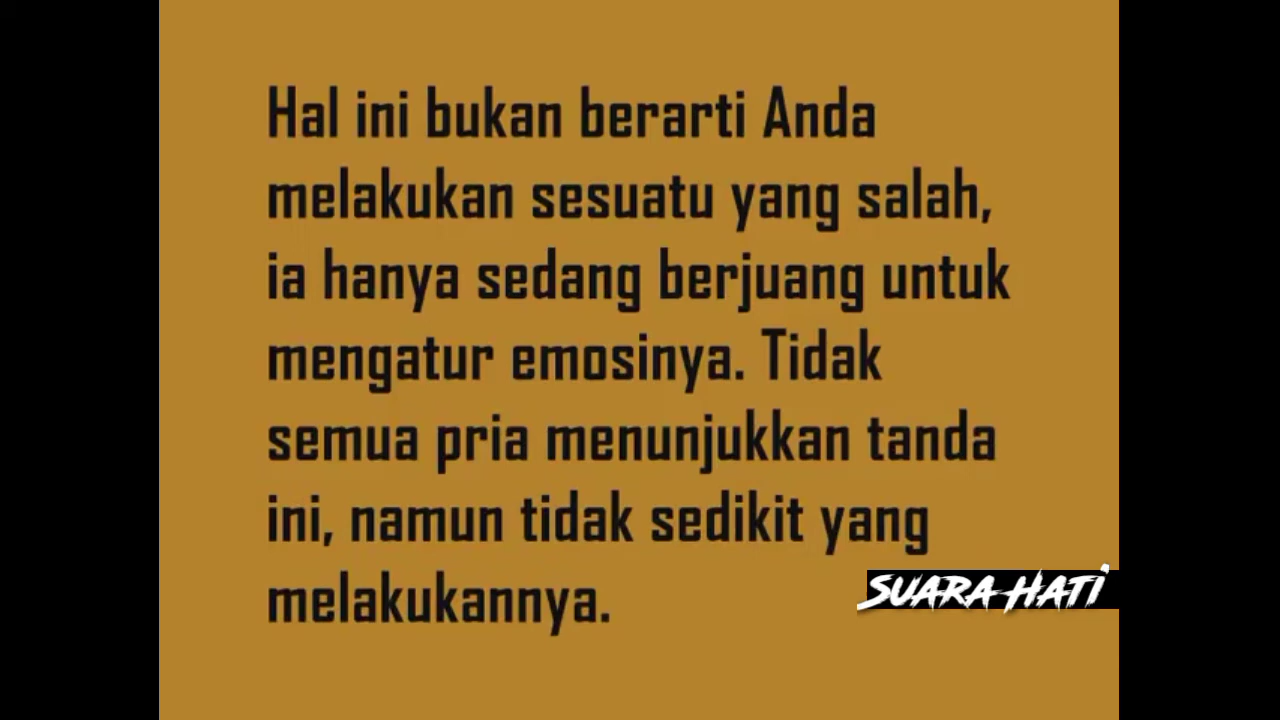 Hal ini bukan berarti Anda
melakukan sesuatu yang salah,
ia hanya sedang berjuang untuk
mengatur emosinya. Tidak
semua pria menunjukkan tanda
ini, namun tidak sedikit yang
melakukannya.
SUARA HATI